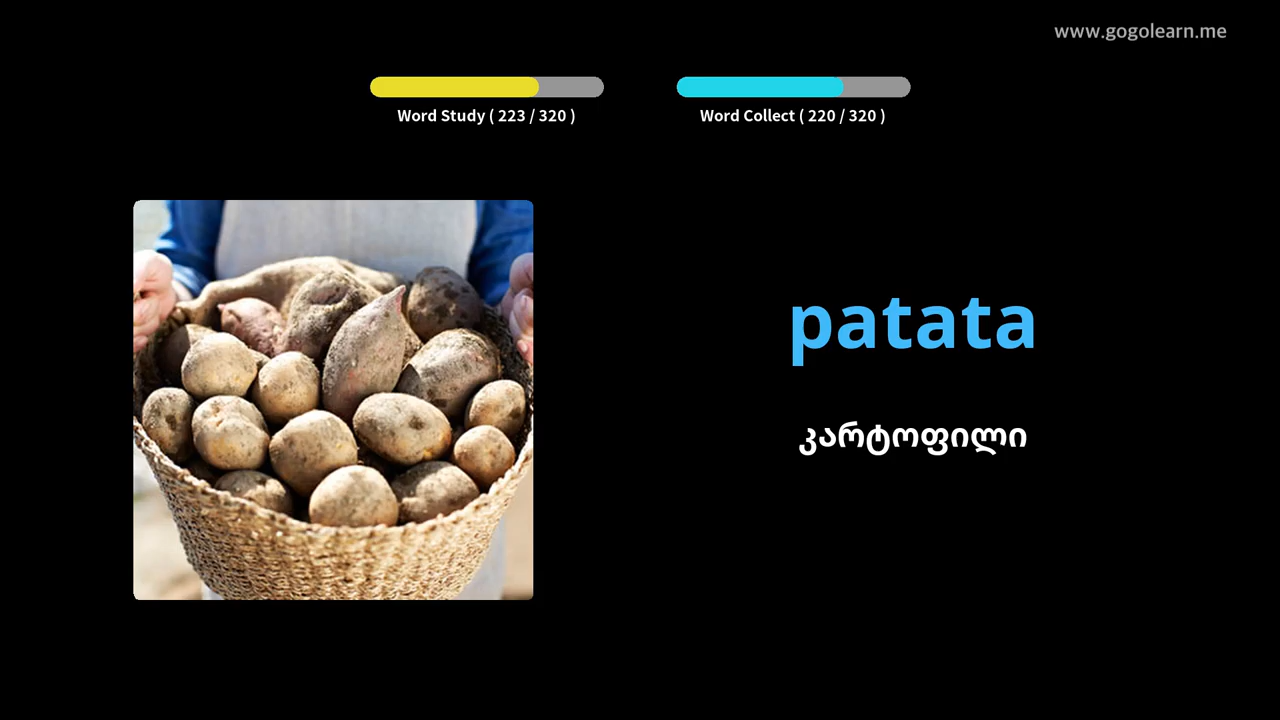 www.gogolearn.me
Word Study ( 223 / 320 )
Word Collect ( 220 / 320 )
patata
კარტოფილი